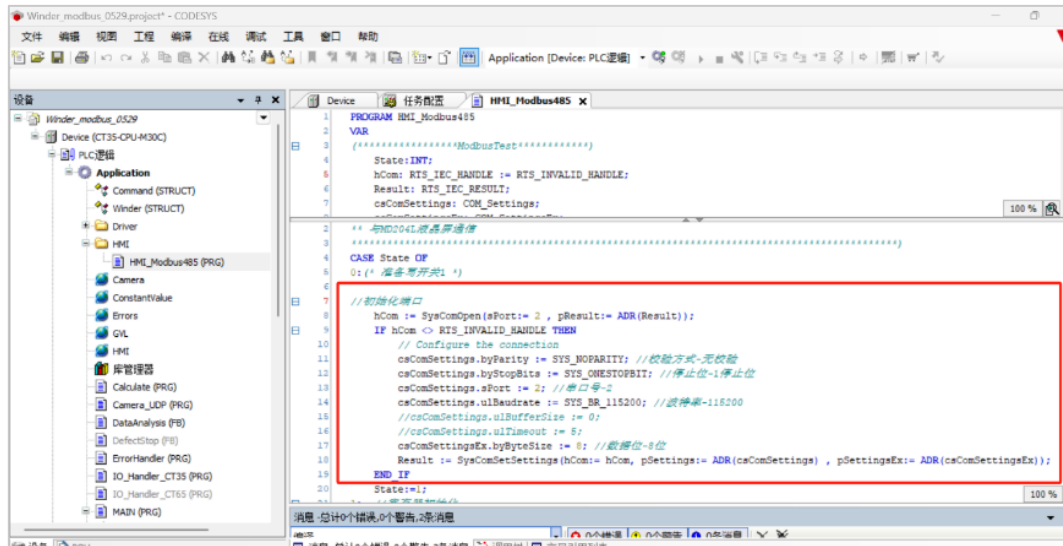 Winder_modbus_0529.project* - CODESYS
文件 编辑 视图 工程 编译 在线 调试 工具 窗口 帮助
Application [Device: PLC逻辑]
设备
Winder_modbus_0529
Device (CT35-CPU-M30C)
PLC逻辑
Application
Command (STRUCT)
Winder (STRUCT)
Driver
HMI
HMI_Modbus485 (PRG)
Camera
ConstantValue
Errors
GVL
HMI
库管理器
Calculate (PRG)
Camera_UDP (PRG)
DataAnalysis (FB)
DefectStop (FB)
ErrorHandler (PRG)
IO_Handler_CT35 (PRG)
IO_Handler_CT65 (PRG)
MAIN (PRG)
Device 任务配置 HMI_Modbus485
1 PROGRAM HMI_Modbus485
2 VAR
3 (*****************ModbusTest************)
4 State:INT;
5 hCom: RTS_IEC_HANDLE := RTS_INVALID_HANDLE;
6 Result: RTS_IEC_RESULT;
7 csComSettings: COM_Settings;
100 %
2 ** 与MD204L液晶屏通信
4 CASE State OF
5 0:(* 准备写开关1 *)
6
7 //初始化端口
8 hCom := SysComOpen(sPort:= 2 , pResult:= ADR(Result));
9 IF hCom <> RTS_INVALID_HANDLE THEN
10 // Configure the connection
11 csComSettings.byParity := SYS_NOPARITY; //校验方式-无校验
12 csComSettings.byStopBits := SYS_ONESTOPBIT; //停止位-1停止位
13 csComSettings.sPort := 2; //串口号-2
14 csComSettings.ulBaudrate := SYS_BR_115200; //波特率-115200
15 //csComSettings.ulBufferSize := 0;
16 //csComSettings.ulTimeout := 5;
17 csComSettingsEx.byByteSize := 8; //数据位-8位
18 Result := SysComSetSettings(hCom:= hCom, pSettings:= ADR(csComSettings) , pSettingsEx:= ADR(csComSettingsEx));
19 END_IF
20 State:=1;
100 %
消息 -总计0个错误,0个警告,2条消息